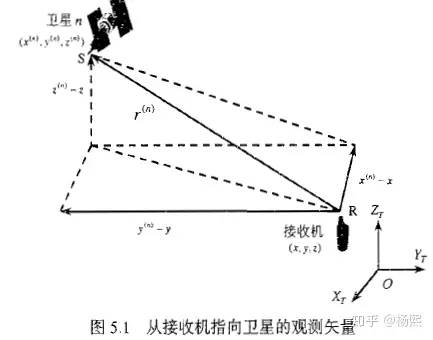 卫星 n
(x⁽ⁿ⁾, y⁽ⁿ⁾, z⁽ⁿ⁾)
S
z⁽ⁿ⁾ − z
r⁽ⁿ⁾
x⁽ⁿ⁾ − x
y⁽ⁿ⁾ − y
R
接收机
(x, y, z)
Z_T
Y_T
O
X_T
知乎 @杨熙
图 5.1 从接收机指向卫星的观测矢量